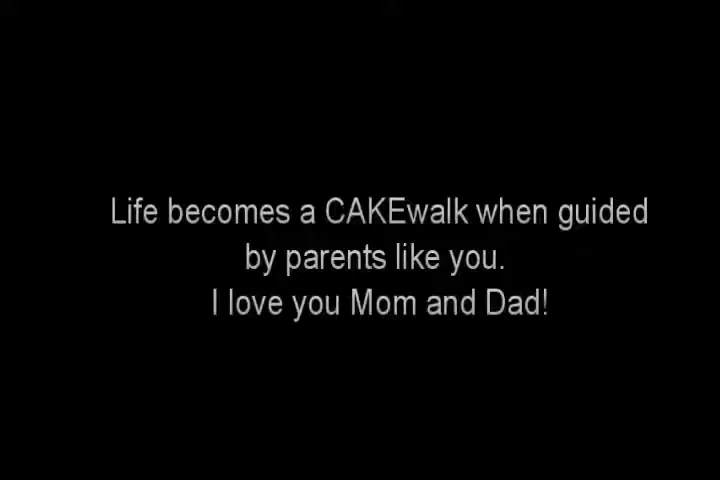 Life becomes a CAKEwalk when guided
by parents like you.
I love you Mom and Dad!